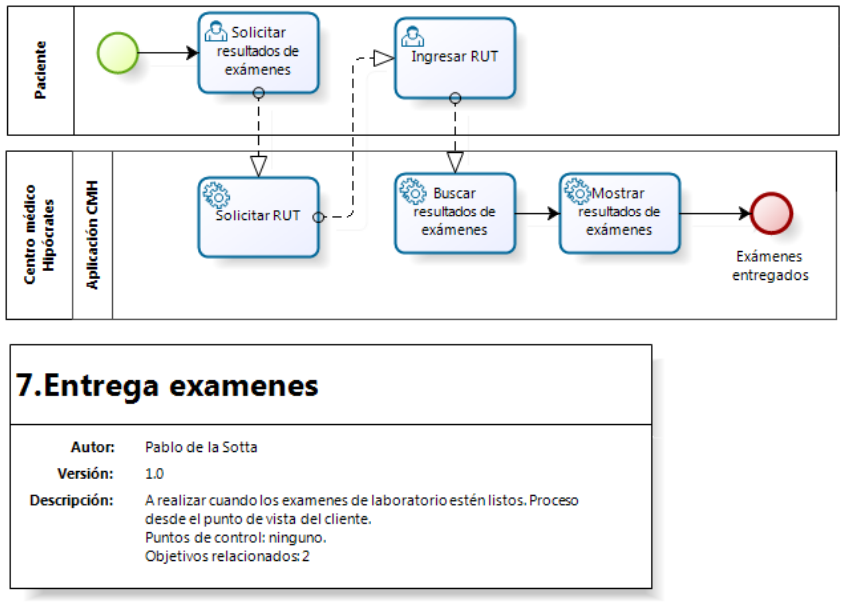 Paciente
Solicitar
resultados de
exámenes
Ingresar RUT
Centro médico
Hipócrales
Aplicación CMH
Solicitar RUT
Buscar
resultados de
exámenes
Mostrar
resultados de
exámenes
Exámenes
entregados
7.Entrega examenes
Autor: Pablo de la Sotta
Versión: 1.0
Descripción: A realizar cuando los examenes de laboratorio estén listos. Proceso
desde el punto de vista del cliente.
Puntos de control: ninguno.
Objetivos relacionados: 2